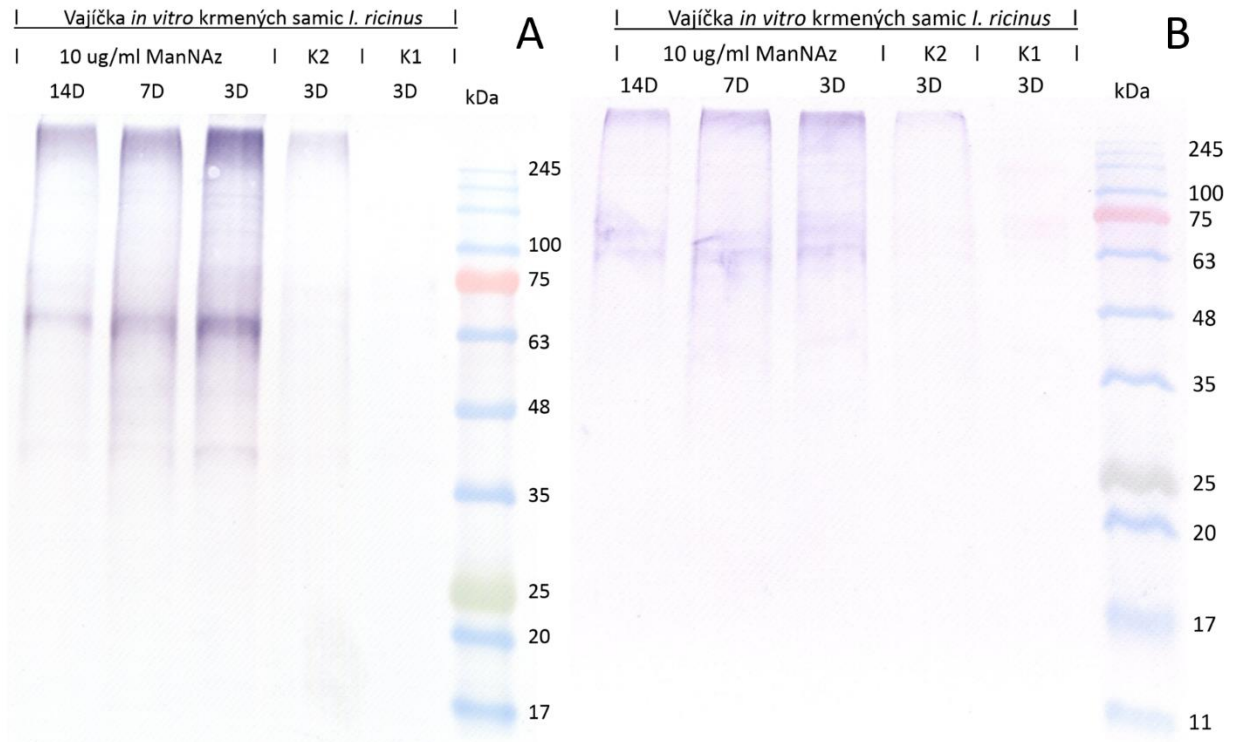 Vajíčka in vitro krmených samic I. ricinus
A
10 ug/ml ManNAz K2 K1
14D 7D 3D 3D 3D kDa
245
100
75
63
48
35
25
20
17
Vajíčka in vitro krmených samic I. ricinus
B
10 ug/ml ManNAz K2 K1
14D 7D 3D 3D 3D kDa
245
100
75
63
48
35
25
20
17
11